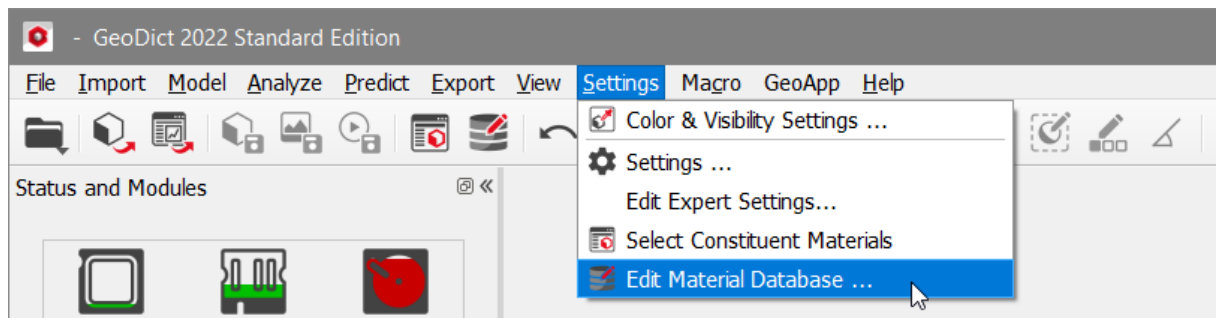 - GeoDict 2022 Standard Edition
File Import Model Analyze Predict Export View Settings Macro GeoApp Help
Color & Visibility Settings ...
Settings ...
Status and Modules
Edit Expert Settings...
Select Constituent Materials
Edit Material Database ...